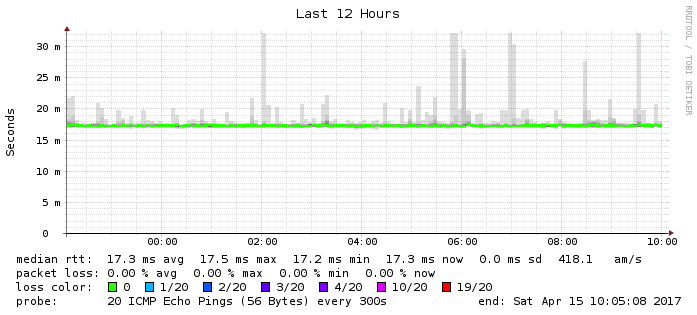 Last 12 Hours
RRDTOOL / TOBI OETIKER
Seconds
30 m
25 m
20 m
15 m
10 m
5 m
0
00:00 02:00 04:00 06:00 08:00 10:00
median rtt: 17.3 ms avg 17.5 ms max 17.2 ms min 17.3 ms now 0.0 ms sd 418.1 am/s
packet loss: 0.00 % avg 0.00 % max 0.00 % min 0.00 % now
loss color: 0 1/20 2/20 3/20 4/20 10/20 19/20
probe: 20 ICMP Echo Pings (56 Bytes) every 300s end: Sat Apr 15 10:05:08 2017